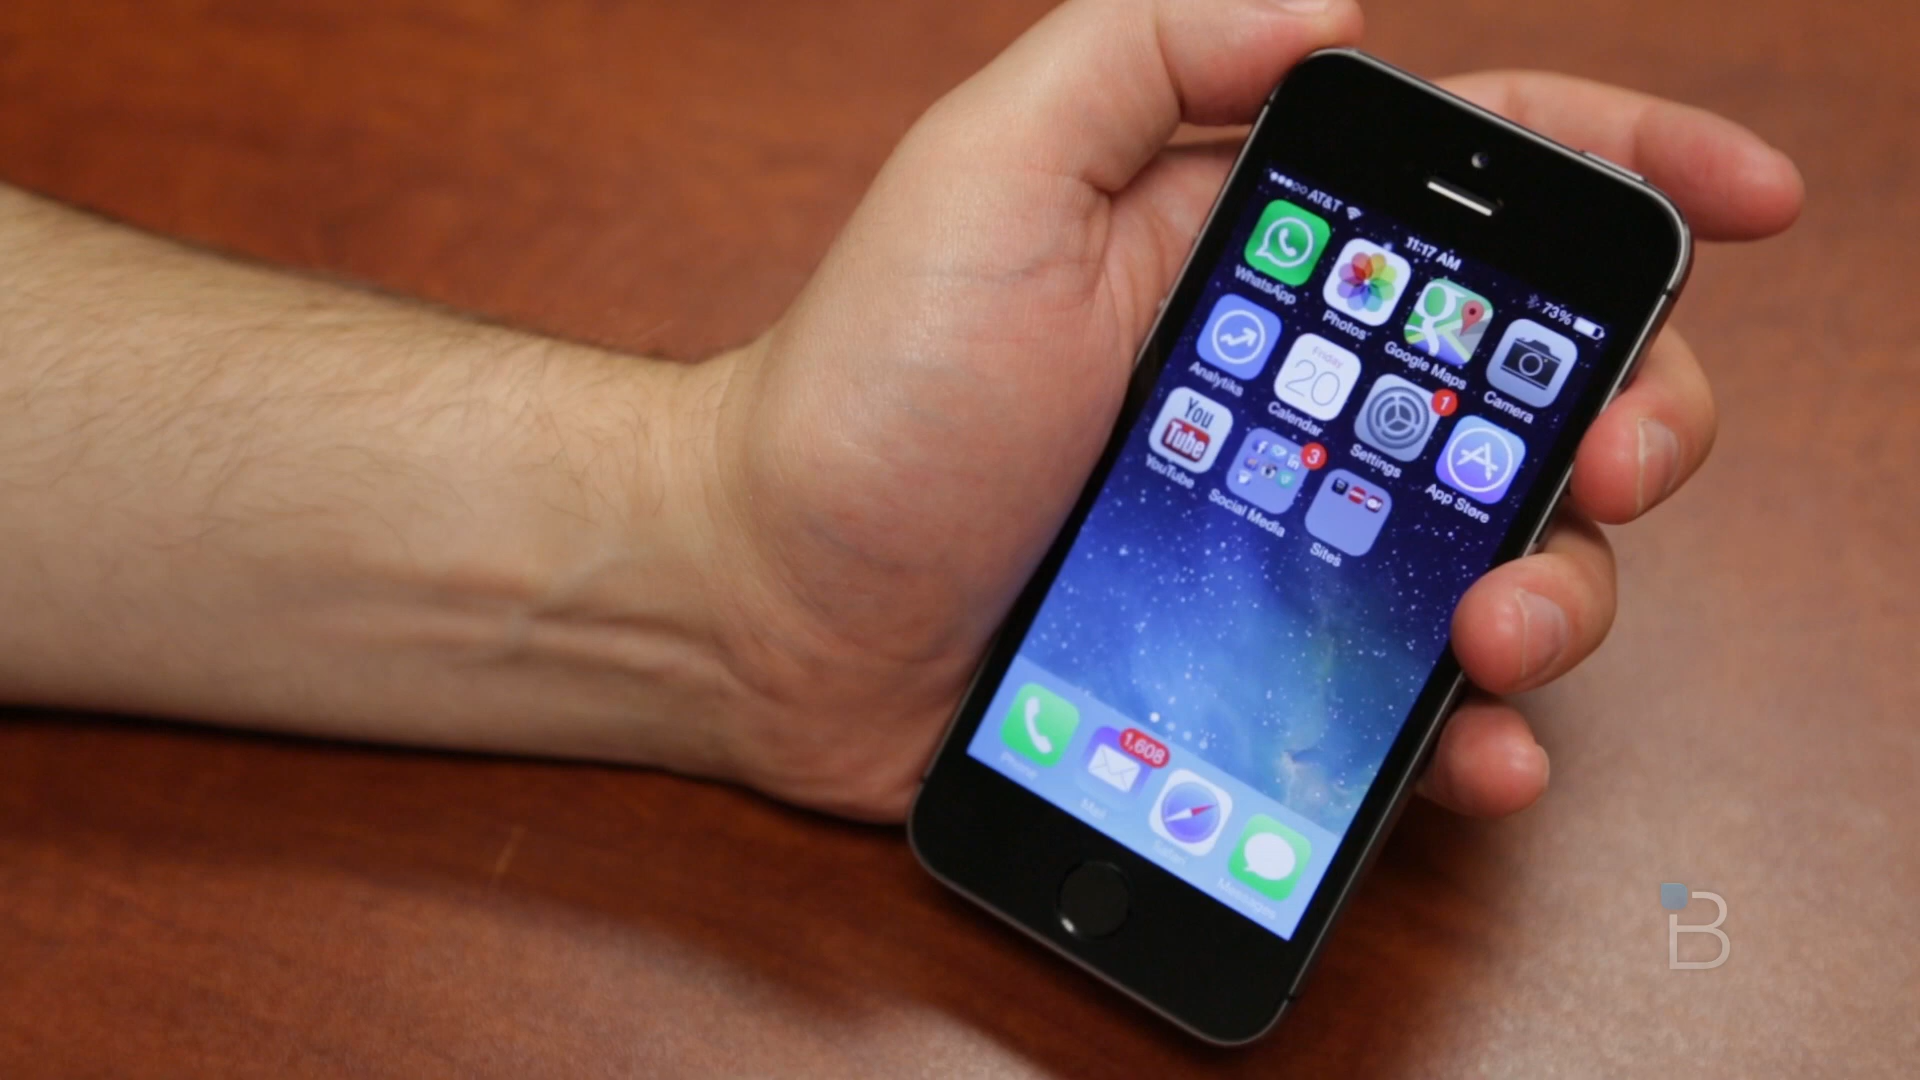 AT&T
11:17 AM
73%
WhatsApp
Photos
Google Maps
Camera
Analytiks
Friday
20
Calendar
1
Settings
App Store
You
Tube
YouTube
3
Social Media
Sites
Phone
1,608
Mail
Safari
Messages
B